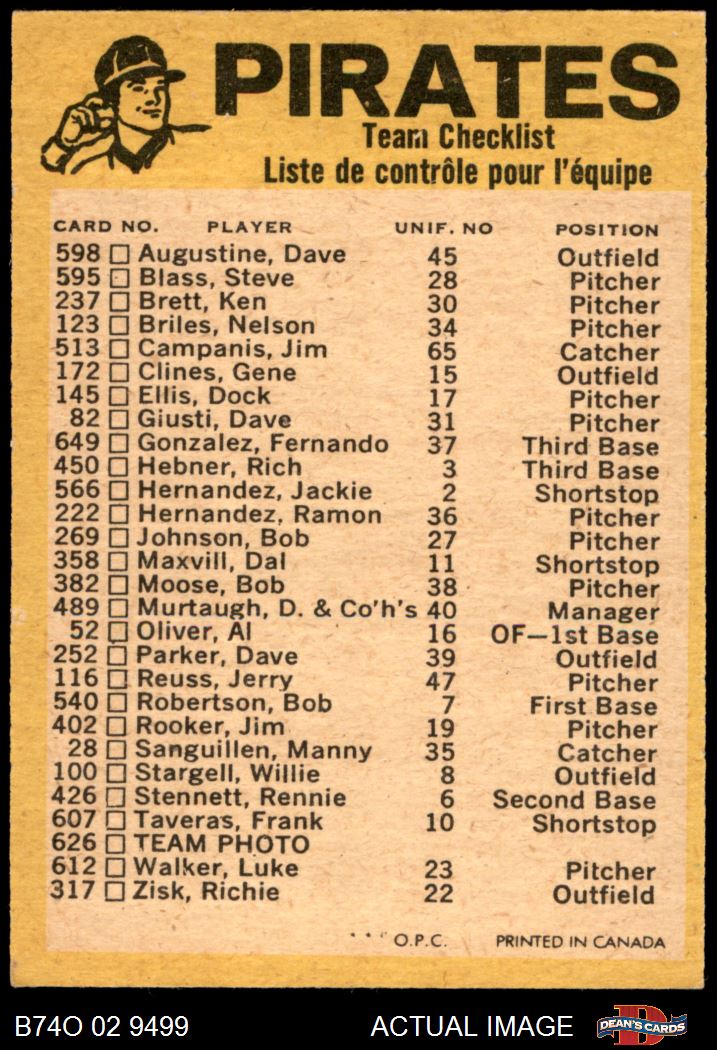 PIRATES
Team Checklist
Liste de contrôle pour l'équipe
CARD NO. PLAYER UNIF. NO POSITION
598 Augustine, Dave 45 Outfield
595 Blass, Steve 28 Pitcher
237 Brett, Ken 30 Pitcher
123 Briles, Nelson 34 Pitcher
513 Campanis, Jim 65 Catcher
172 Clines, Gene 15 Outfield
145 Ellis, Dock 17 Pitcher
82 Giusti, Dave 31 Pitcher
649 Gonzalez, Fernando 37 Third Base
450 Hebner, Rich 3 Third Base
566 Hernandez, Jackie 2 Shortstop
222 Hernandez, Ramon 36 Pitcher
269 Johnson, Bob 27 Pitcher
358 Maxvill, Dal 11 Shortstop
382 Moose, Bob 38 Pitcher
489 Murtaugh, D. & Co'h's 40 Manager
52 Oliver, Al 16 OF—1st Base
252 Parker, Dave 39 Outfield
116 Reuss, Jerry 47 Pitcher
540 Robertson, Bob 7 First Base
402 Rooker, Jim 19 Pitcher
28 Sanguillen, Manny 35 Catcher
100 Stargell, Willie 8 Outfield
426 Stennett, Rennie 6 Second Base
607 Taveras, Frank 10 Shortstop
626 TEAM PHOTO
612 Walker, Luke 23 Pitcher
317 Zisk, Richie 22 Outfield
O.P.C. PRINTED IN CANADA
B74O 02 9499 ACTUAL IMAGE DEAN'S CARDS